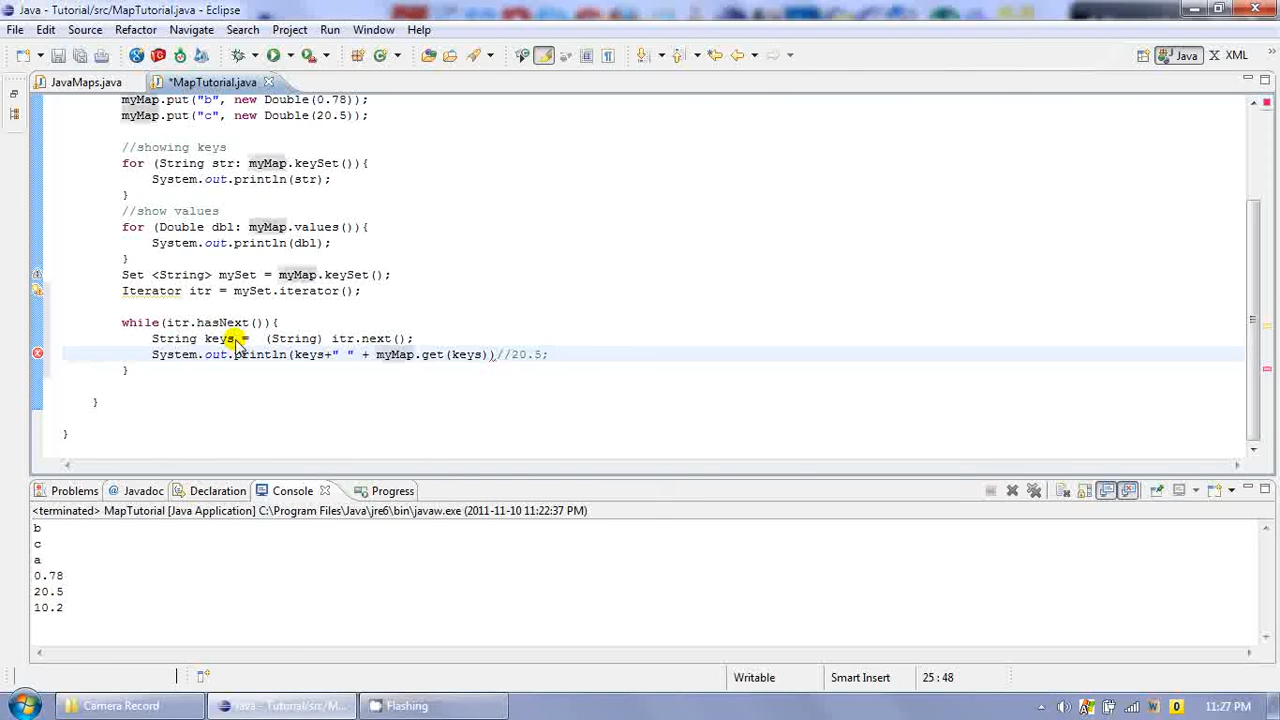 Java - Tutorial/src/MapTutorial.java - Eclipse
File Edit Source Refactor Navigate Search Project Run Window Help
Java XML
JavaMaps.java *MapTutorial.java
myMap.put("b", new Double(0.78));
myMap.put("c", new Double(20.5));
//showing keys
for (String str: myMap.keySet()){
System.out.println(str);
}
//show values
for (Double dbl: myMap.values()){
System.out.println(dbl);
}
Set <String> mySet = myMap.keySet();
Iterator itr = mySet.iterator();
while(itr.hasNext()){
String keys = (String) itr.next();
System.out.println(keys+" " + myMap.get(keys))//20.5;
}
}
}
Problems Javadoc Declaration Console Progress
<terminated> MapTutorial [Java Application] C:\Program Files\Java\jre6\bin\javaw.exe (2011-11-10 11:22:37 PM)
b
c
a
0.78
20.5
10.2
Writable Smart Insert 25 : 48
Camera Record Java - Tutorial/src/M... Flashing 11:27 PM